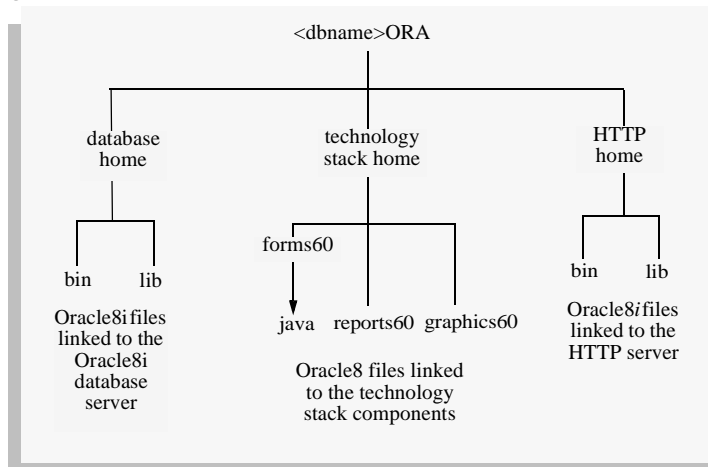 <dbname>ORA
database
home
technology
stack home
HTTP
home
forms60
bin
lib
java
reports60
graphics60
bin
lib
Oracle8i files
linked to the
Oracle8i
database
server
Oracle8 files linked
to the technology
stack components
Oracle8i files
linked to the
HTTP server